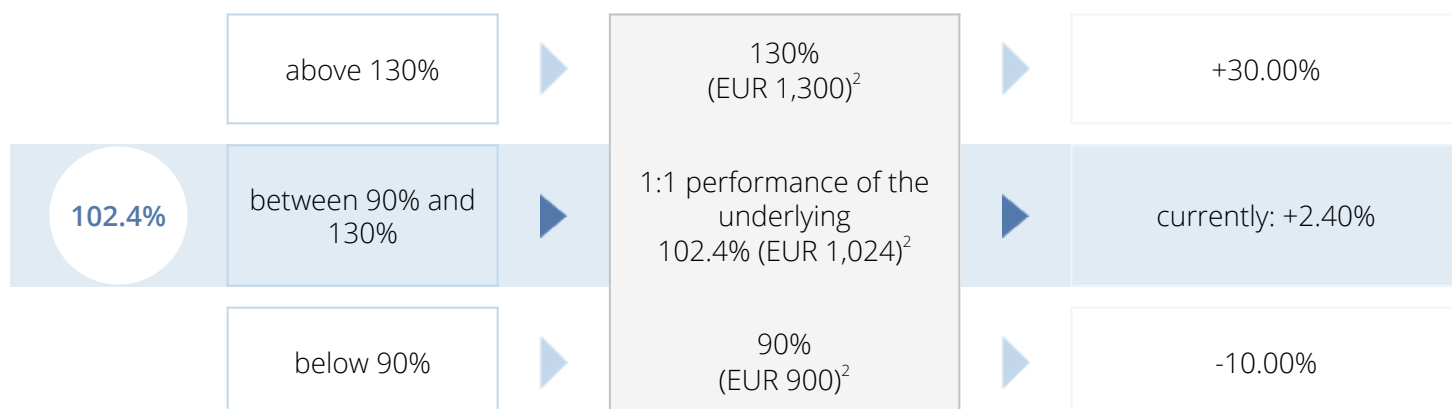 above 130%
130%
(EUR 1,300)²
+30.00%
102.4%
between 90% and
130%
1:1 performance of the
underlying
102.4% (EUR 1,024)²
currently: +2.40%
below 90%
90%
(EUR 900)²
-10.00%